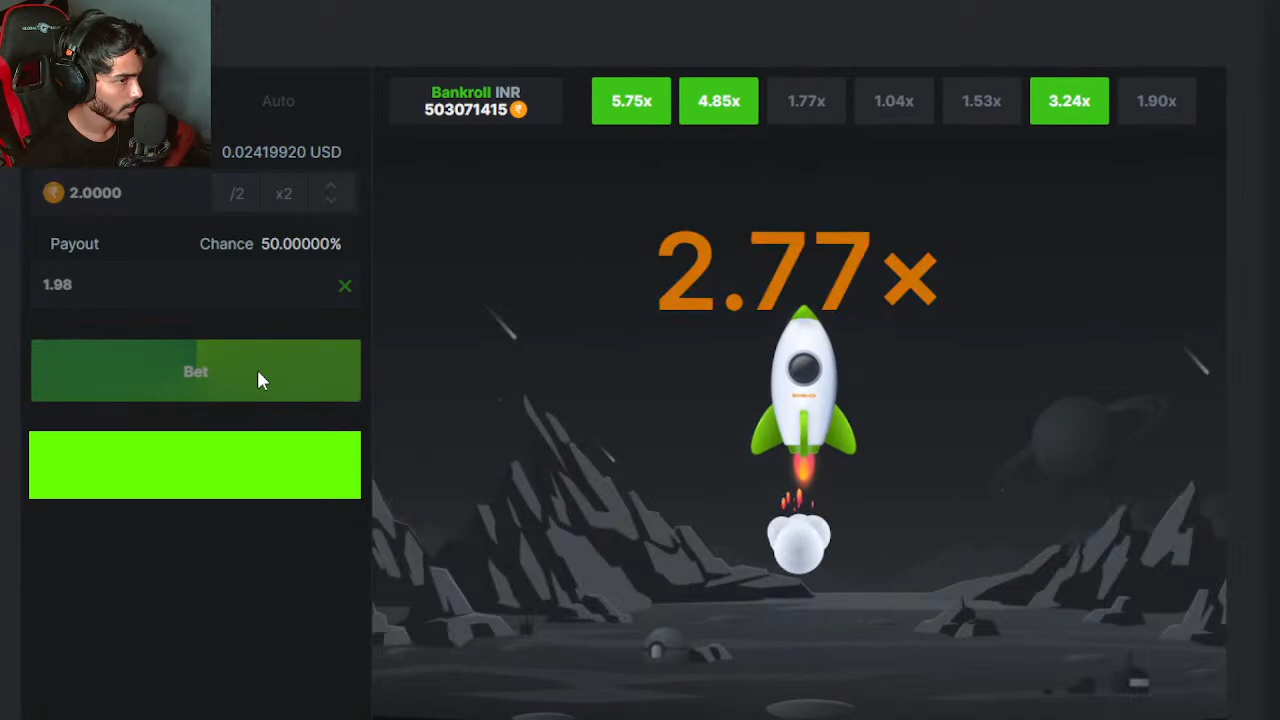 Auto
Bankroll INR
503071415
5.75x
4.85x
1.77x
1.04x
1.53x
3.24x
1.90x
0.02419920 USD
2.0000
/2
x2
Payout
Chance 50.00000%
1.98
2.77×
Bet